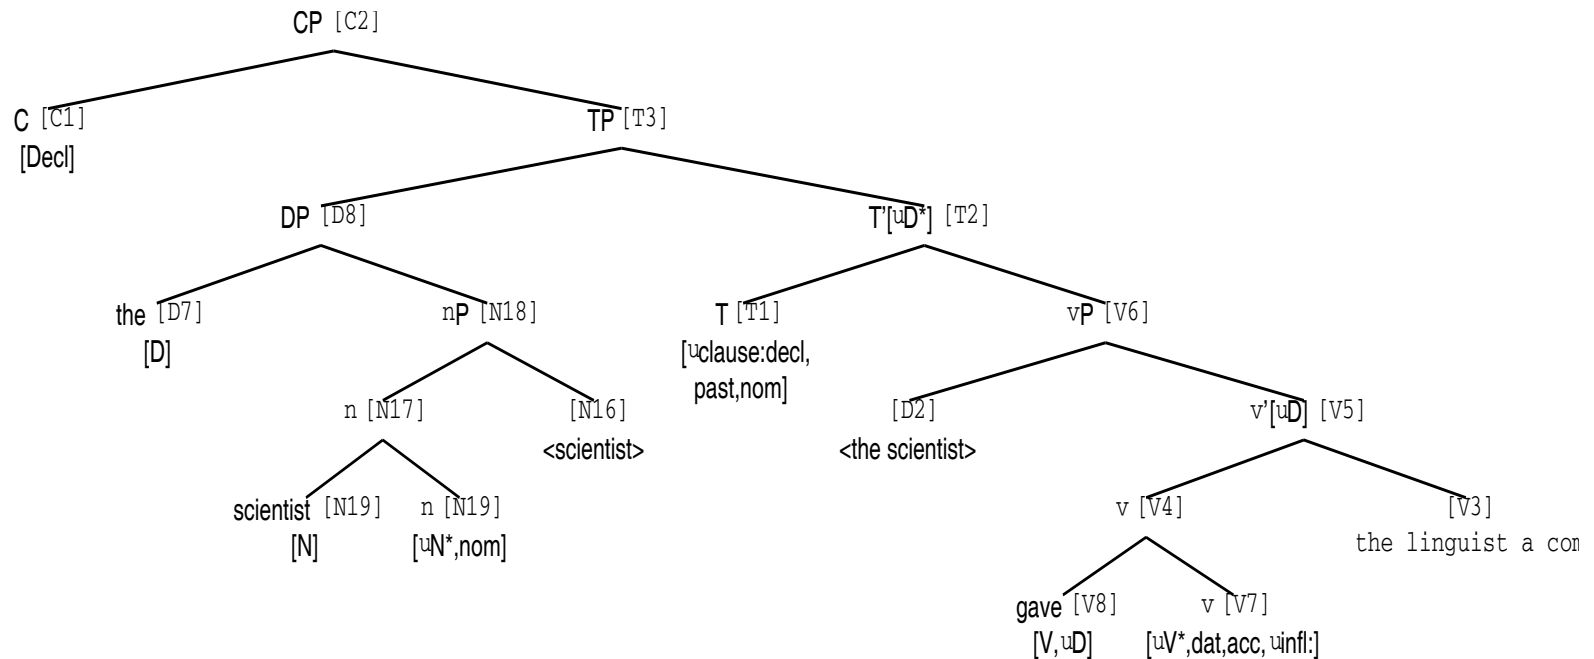 CP [C2]
C [C1] TP [T3]
[Decl]
DP [D8] T'[uD*] [T2]
the [D7] nP [N18] T [T1] vP [V6]
[D] [uclause:decl,
past,nom]
n [N17] [N16] [D2] v'[uD] [V5]
<scientist> <the scientist>
scientist [N19] n [N19] v [V4] [V3]
[N] [uN*,nom] the linguist a com
gave [V8] v [V7]
[V,uD] [uV*,dat,acc, uinfl:]